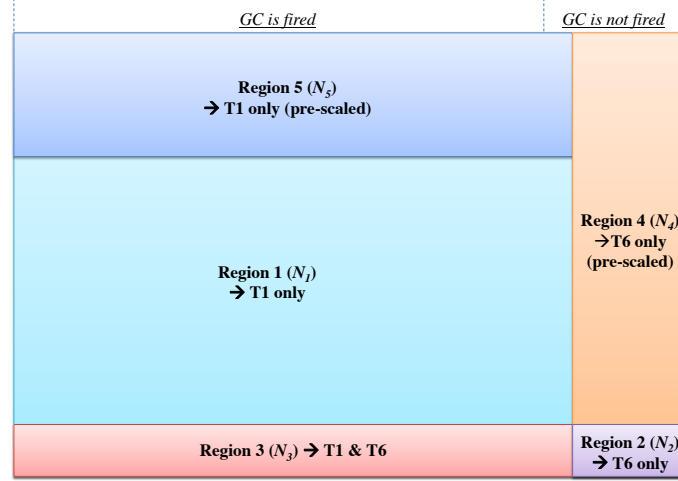 GC is fired
GC is not fired
Region 5 (N5)
→ T1 only (pre-scaled)
Region 4 (N4)
→T6 only
(pre-scaled)
Region 1 (N1)
→ T1 only
Region 3 (N3) → T1 & T6
Region 2 (N2)
→ T6 only